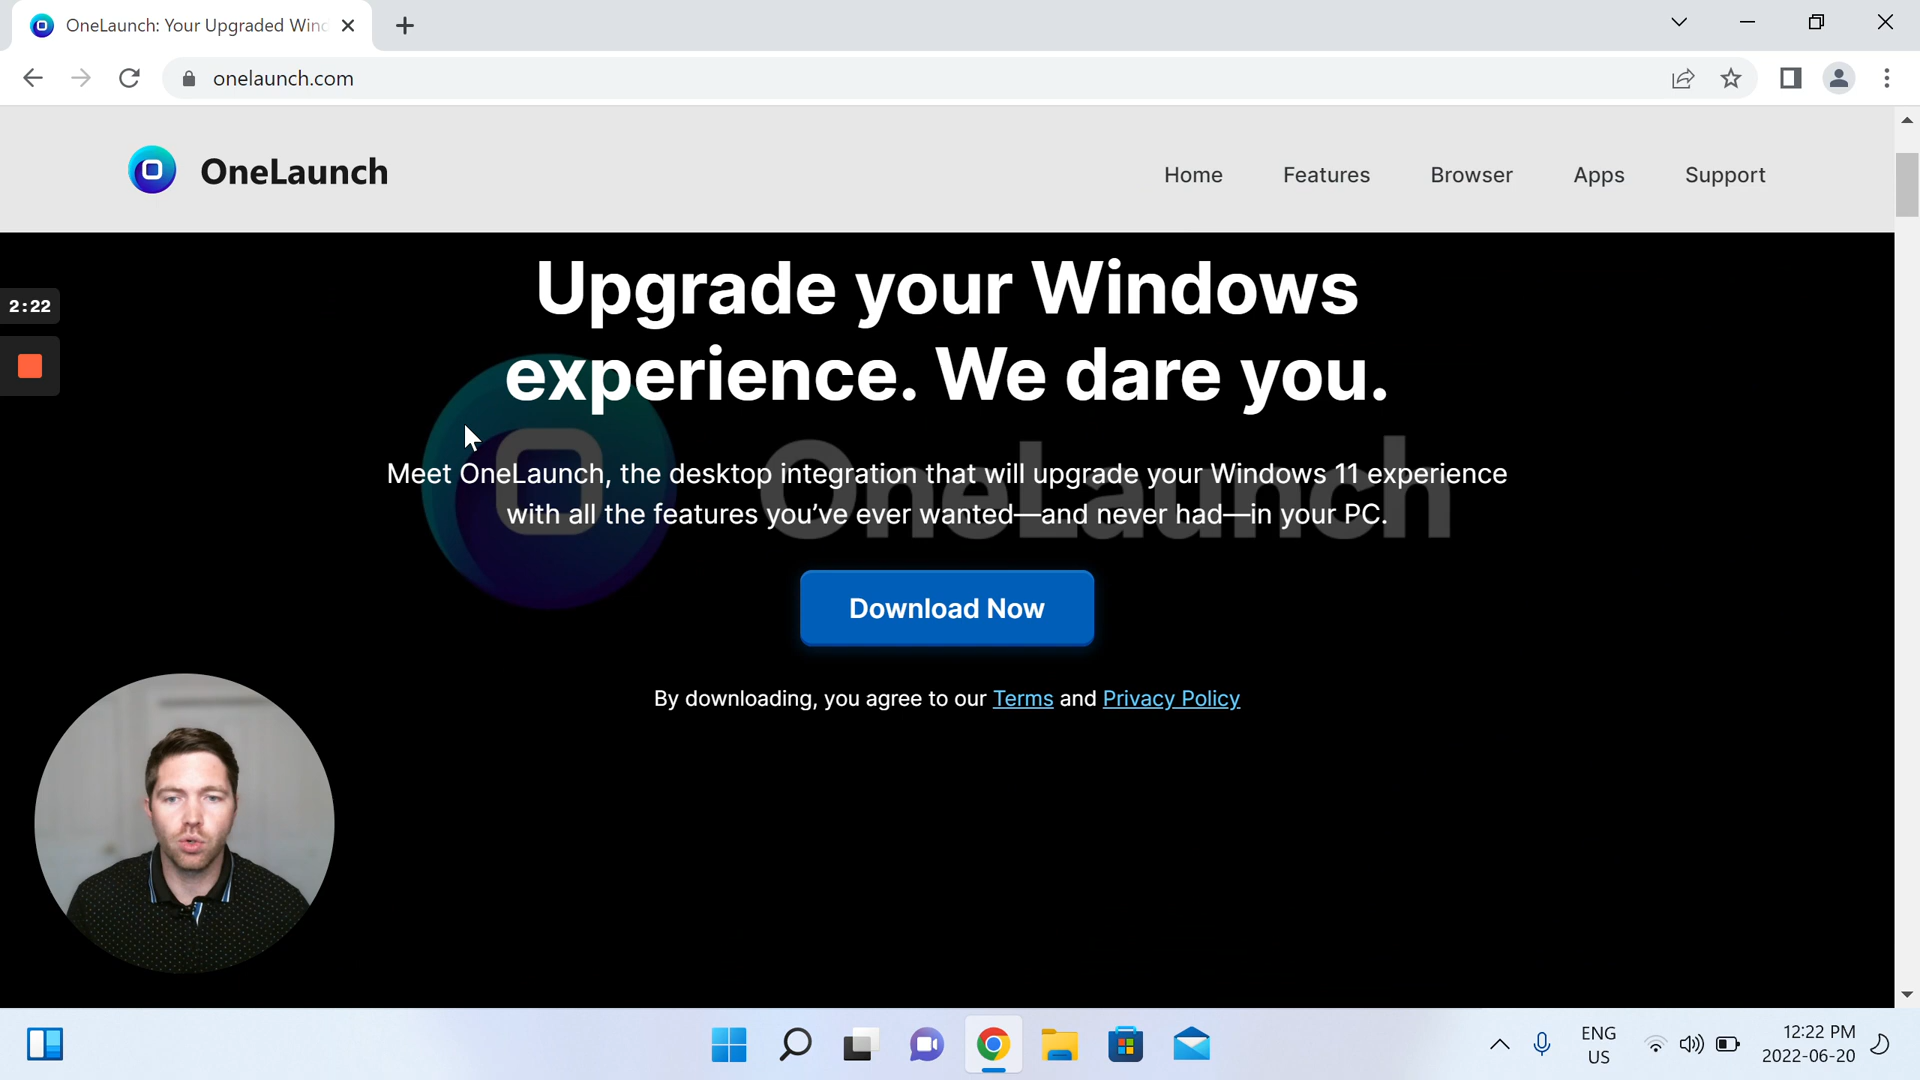 OneLaunch: Your Upgraded Wind
onelaunch.com
OneLaunch
Home
Features
Browser
Apps
Support
Upgrade your Windows
experience. We dare you.
2:22
OneLaunch
Meet OneLaunch, the desktop integration that will upgrade your Windows 11 experience
with all the features you’ve ever wanted—and never had—in your PC.
Download Now
By downloading, you agree to our Terms and Privacy Policy
ENG
US
12:22 PM
2022-06-20